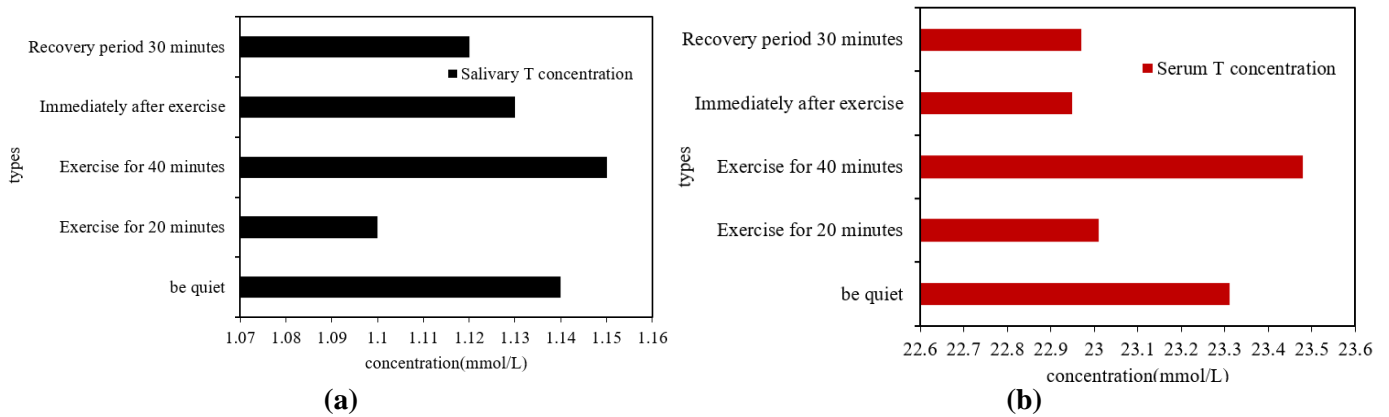 Recovery period 30 minutes
Immediately after exercise
Exercise for 40 minutes
Exercise for 20 minutes
be quiet
types
Salivary T concentration
1.07 1.08 1.09 1.1 1.11 1.12 1.13 1.14 1.15 1.16
concentration(mmol/L)
(a)
Recovery period 30 minutes
Immediately after exercise
Exercise for 40 minutes
Exercise for 20 minutes
be quiet
types
Serum T concentration
22.6 22.7 22.8 22.9 23 23.1 23.2 23.3 23.4 23.5 23.6
concentration(mmol/L)
(b)